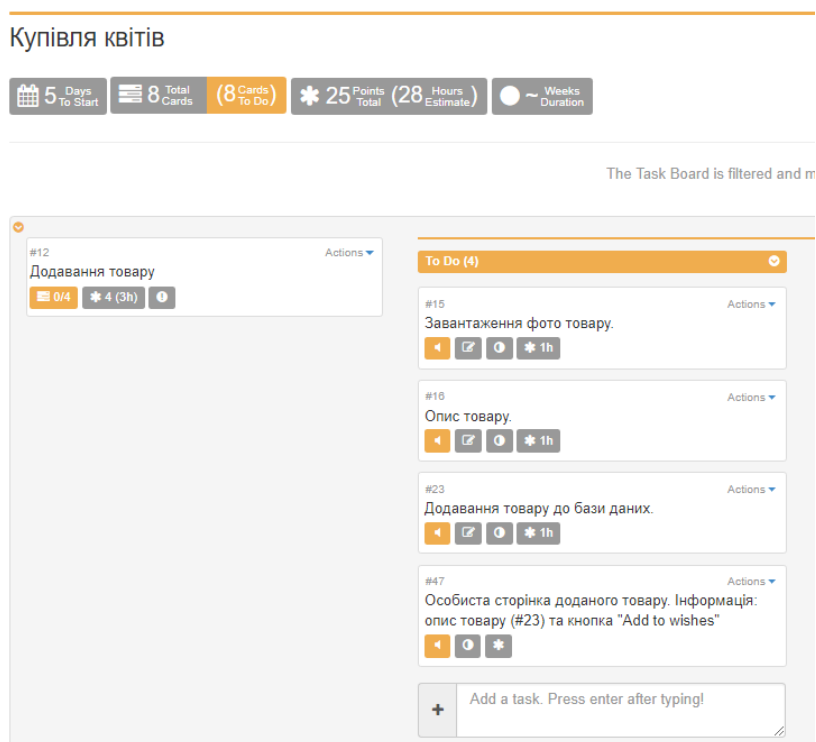 Купівля квітів
5 Days To Start 8 Total Cards (8 Cards To Do) 25 Points Total (28 Hours Estimate) ~ Weeks Duration
The Task Board is filtered and m
#12 Actions
Додавання товару
0/4 4 (3h)
To Do (4)
#15 Actions
Завантаження фото товару.
1h
#16 Actions
Опис товару.
1h
#23 Actions
Додавання товару до бази даних.
1h
#47 Actions
Особиста сторінка доданого товару. Інформація:
опис товару (#23) та кнопка "Add to wishes"
Add a task. Press enter after typing!